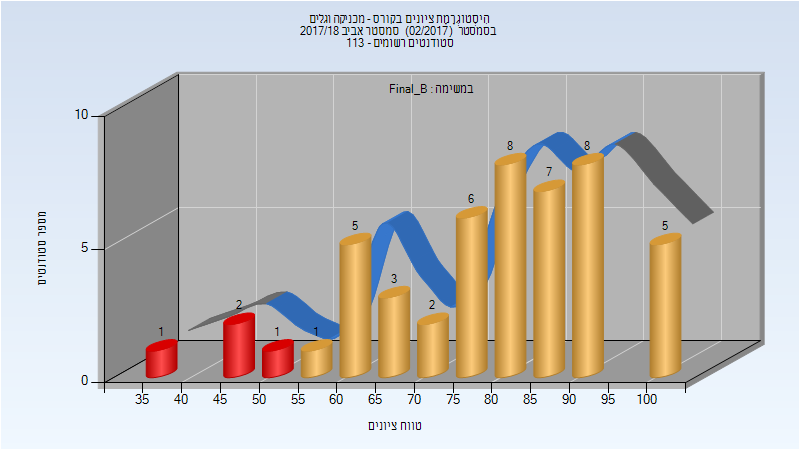 היסטוגרמת ציונים בקורס - מכניקה וגלים
בסמסטר (02/2017) סמסטר אביב 2017/18
סטודנטים רשומים - 113
במשימה : Final_B
מספר סטודנטים
10
5
0
1
2
1
1
5
3
2
6
8
7
8
5
35 40 45 50 55 60 65 70 75 80 85 90 95 100
טווח ציונים